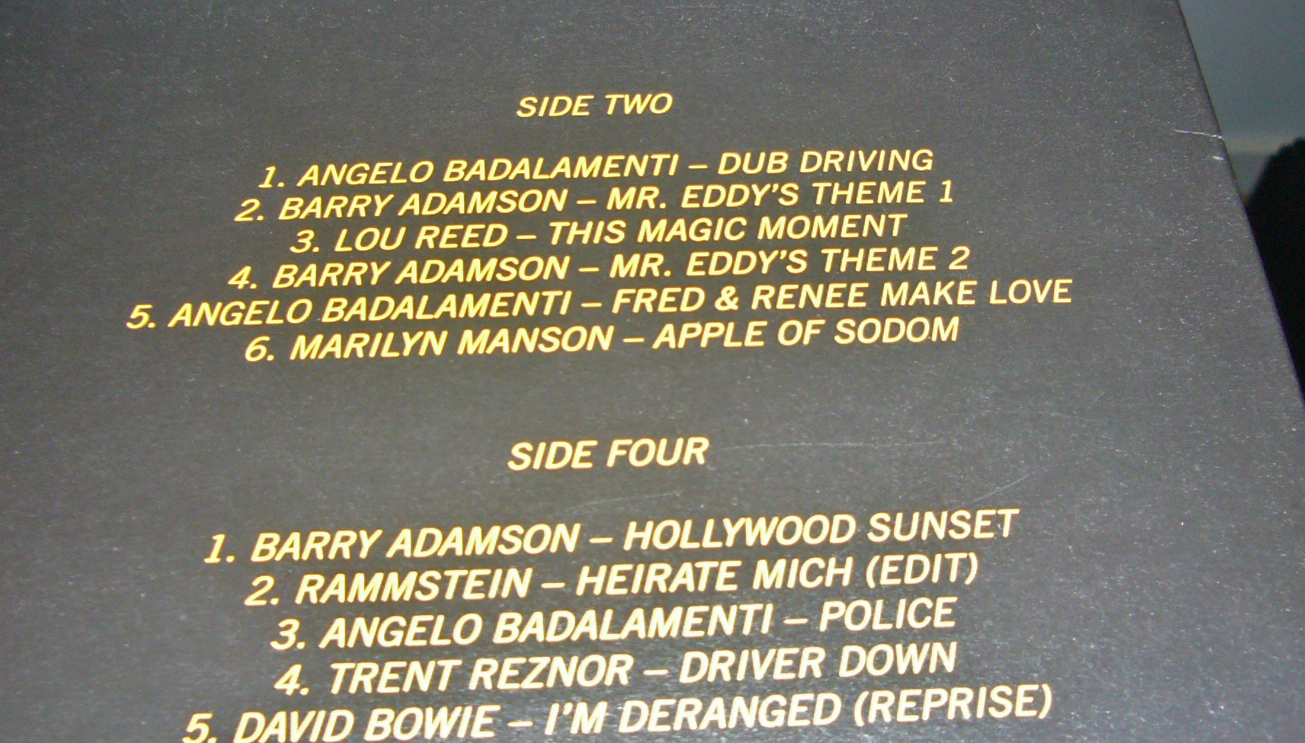 SIDE TWO
1. ANGELO BADALAMENTI – DUB DRIVING
2. BARRY ADAMSON – MR. EDDY'S THEME 1
3. LOU REED – THIS MAGIC MOMENT
4. BARRY ADAMSON – MR. EDDY'S THEME 2
5. ANGELO BADALAMENTI – FRED & RENEE MAKE LOVE
6. MARILYN MANSON – APPLE OF SODOM
SIDE FOUR
1. BARRY ADAMSON – HOLLYWOOD SUNSET
2. RAMMSTEIN – HEIRATE MICH (EDIT)
3. ANGELO BADALAMENTI – POLICE
4. TRENT REZNOR – DRIVER DOWN
5. DAVID BOWIE – I'M DERANGED (REPRISE)